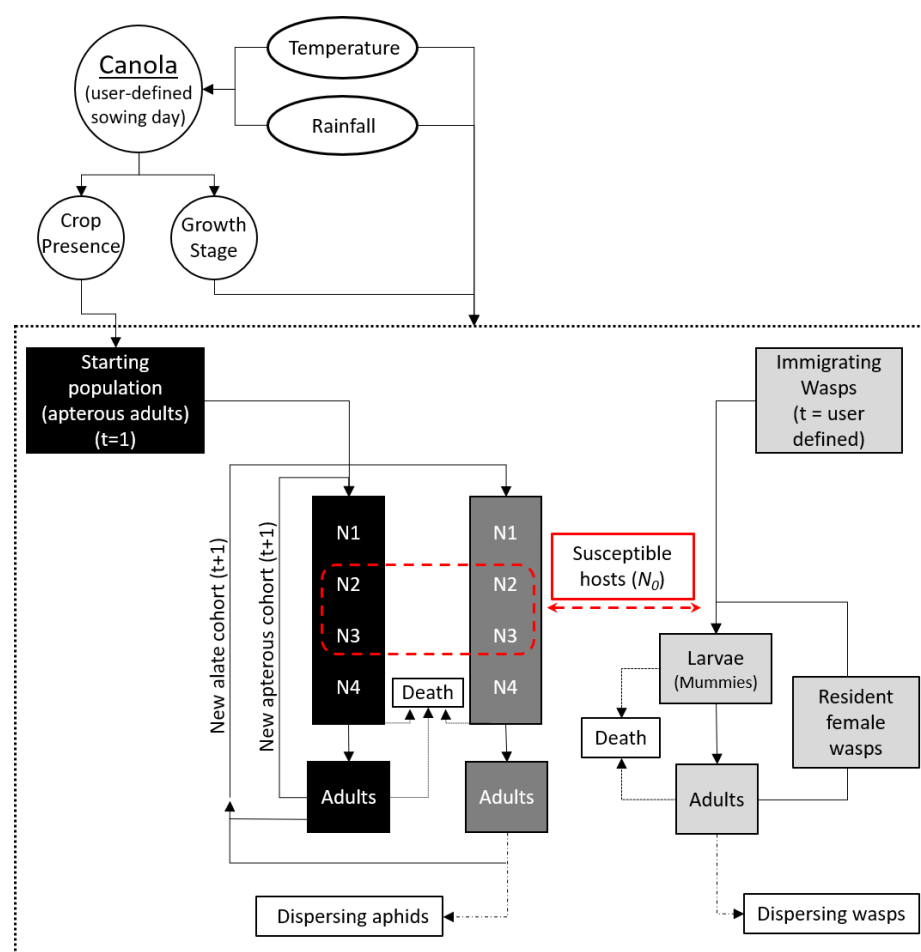 Canola
(user-defined
sowing day)
Temperature
Rainfall
Crop
Presence
Growth
Stage
Starting
population
(apterous adults)
(t=1)
Immigrating
Wasps
(t = user
defined)
New alate cohort (t+1)
New apterous cohort (t+1)
N1
N2
N3
N4
N1
N2
N3
N4
Susceptible
hosts (N₀)
Death
Adults
Adults
Larvae
(Mummies)
Death
Resident
female
wasps
Adults
Dispersing aphids
Dispersing wasps